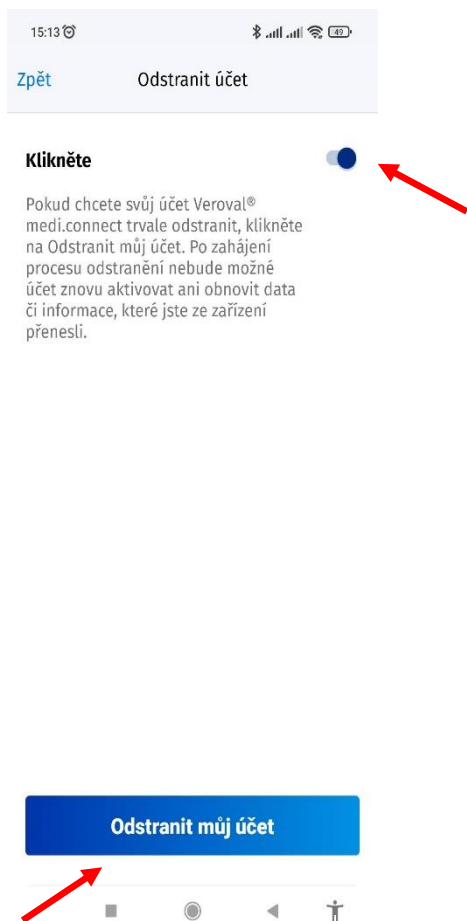 15:13
49
Zpět
Odstranit účet
Klikněte
Pokud chcete svůj účet Veroval®
medi.connect trvale odstranit, klikněte
na Odstranit můj účet. Po zahájení
procesu odstranění nebude možné
účet znovu aktivovat ani obnovit data
či informace, které jste ze zařízení
přenesli.
Odstranit můj účet